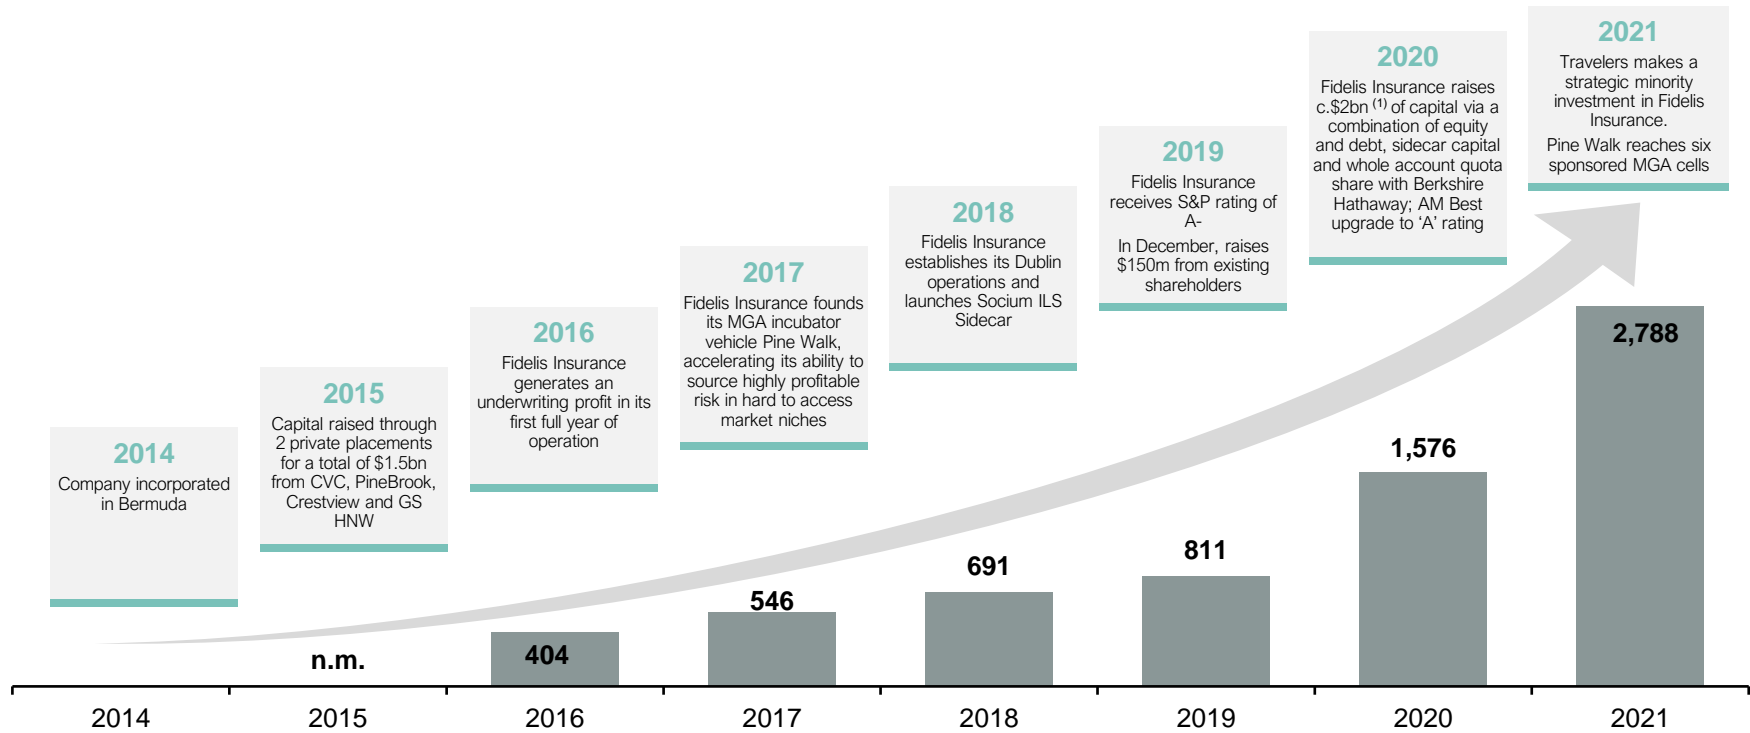 2014
Company incorporated
in Bermuda
2015
Capital raised through
2 private placements
for a total of $1.5bn
from CVC, PineBrook,
Crestview and GS
HNW
2016
Fidelis Insurance
generates an
underwriting profit in its
first full year of
operation
2017
Fidelis Insurance founds
its MGA incubator
vehicle Pine Walk,
accelerating its ability to
source highly profitable
risk in hard to access
market niches
2018
Fidelis Insurance
establishes its Dublin
operations and
launches Socium ILS
Sidecar
2019
Fidelis Insurance
receives S&P rating of
A-
In December, raises
$150m from existing
shareholders
2020
Fidelis Insurance raises
c.$2bn (1) of capital via a
combination of equity
and debt, sidecar capital
and whole account quota
share with Berkshire
Hathaway; AM Best
upgrade to ‘A’ rating
2021
Travelers makes a
strategic minority
investment in Fidelis
Insurance.
Pine Walk reaches six
sponsored MGA cells
n.m.
404
546
691
811
1,576
2,788
2014
2015
2016
2017
2018
2019
2020
2021